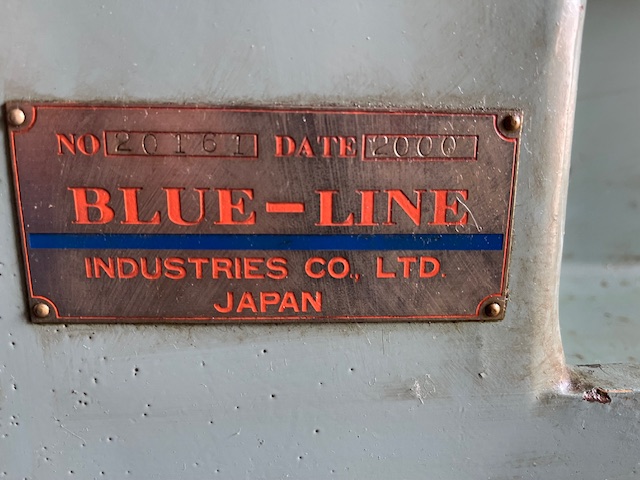 NO 20161 DATE 2000
BLUE-LINE
INDUSTRIES CO., LTD.
JAPAN